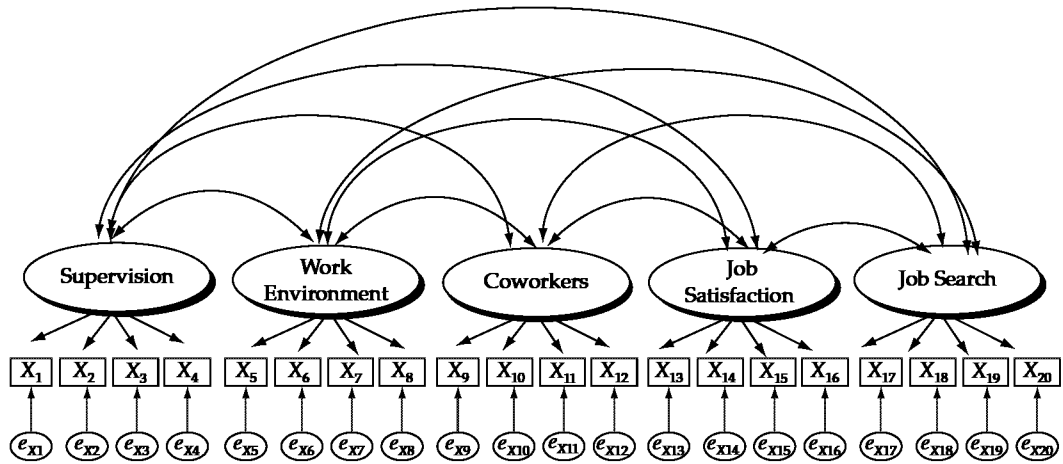 Supervision
Work
Environment
Coworkers
Job
Satisfaction
Job Search
X1 X2 X3 X4 X5 X6 X7 X8 X9 X10 X11 X12 X13 X14 X15 X16 X17 X18 X19 X20
eX1 eX2 eX3 eX4 eX5 eX6 eX7 eX8 eX9 eX10 eX11 eX12 eX13 eX14 eX15 eX16 eX17 eX18 eX19 eX20